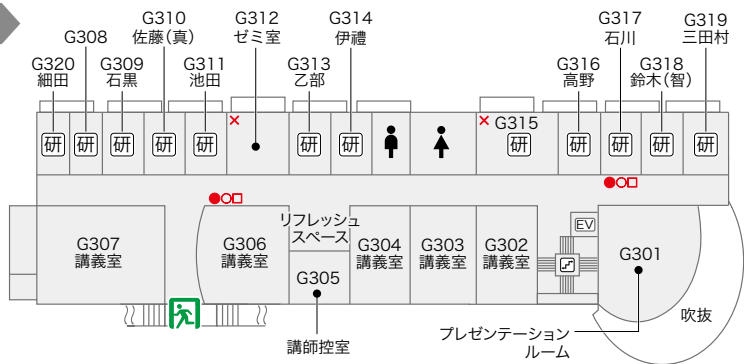 G310
佐藤(真)
G312
ゼミ室
G314
伊禮
G317
石川
G319
三田村
G308
G320
細田
G309
石黒
G311
池田
G313
乙部
G316
高野
G318
鈴木(智)
G315
研
研
研
研
研
研
研
研
研
研
研
研
G307
講義室
G306
講義室
リフレッシュ
スペース
G305
講師控室
G304
講義室
G303
講義室
G302
講義室
EV
G301
プレゼンテーション
ルーム
吹抜